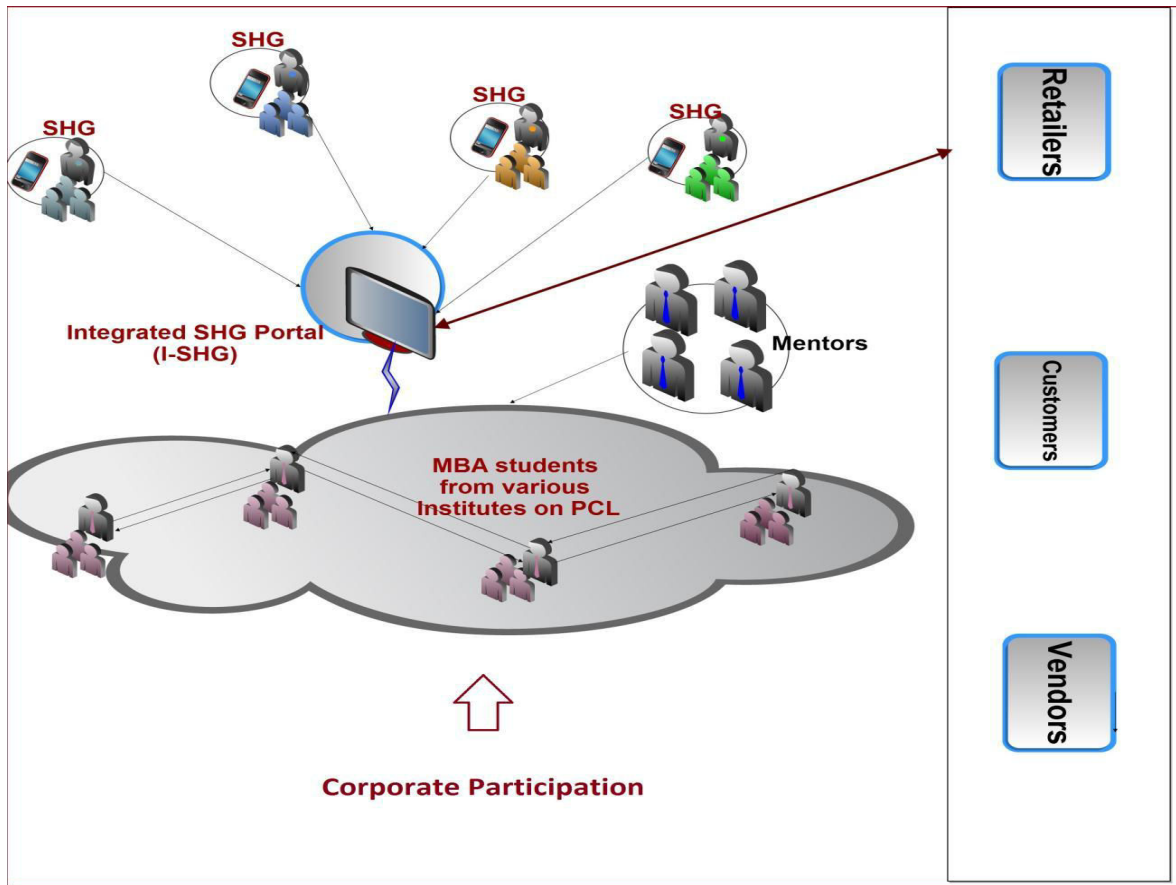 SHG
SHG
SHG
SHG
Integrated SHG Portal
(I-SHG)
Mentors
MBA students
from various
Institutes on PCL
Corporate Participation
Retailers
Customers
Vendors